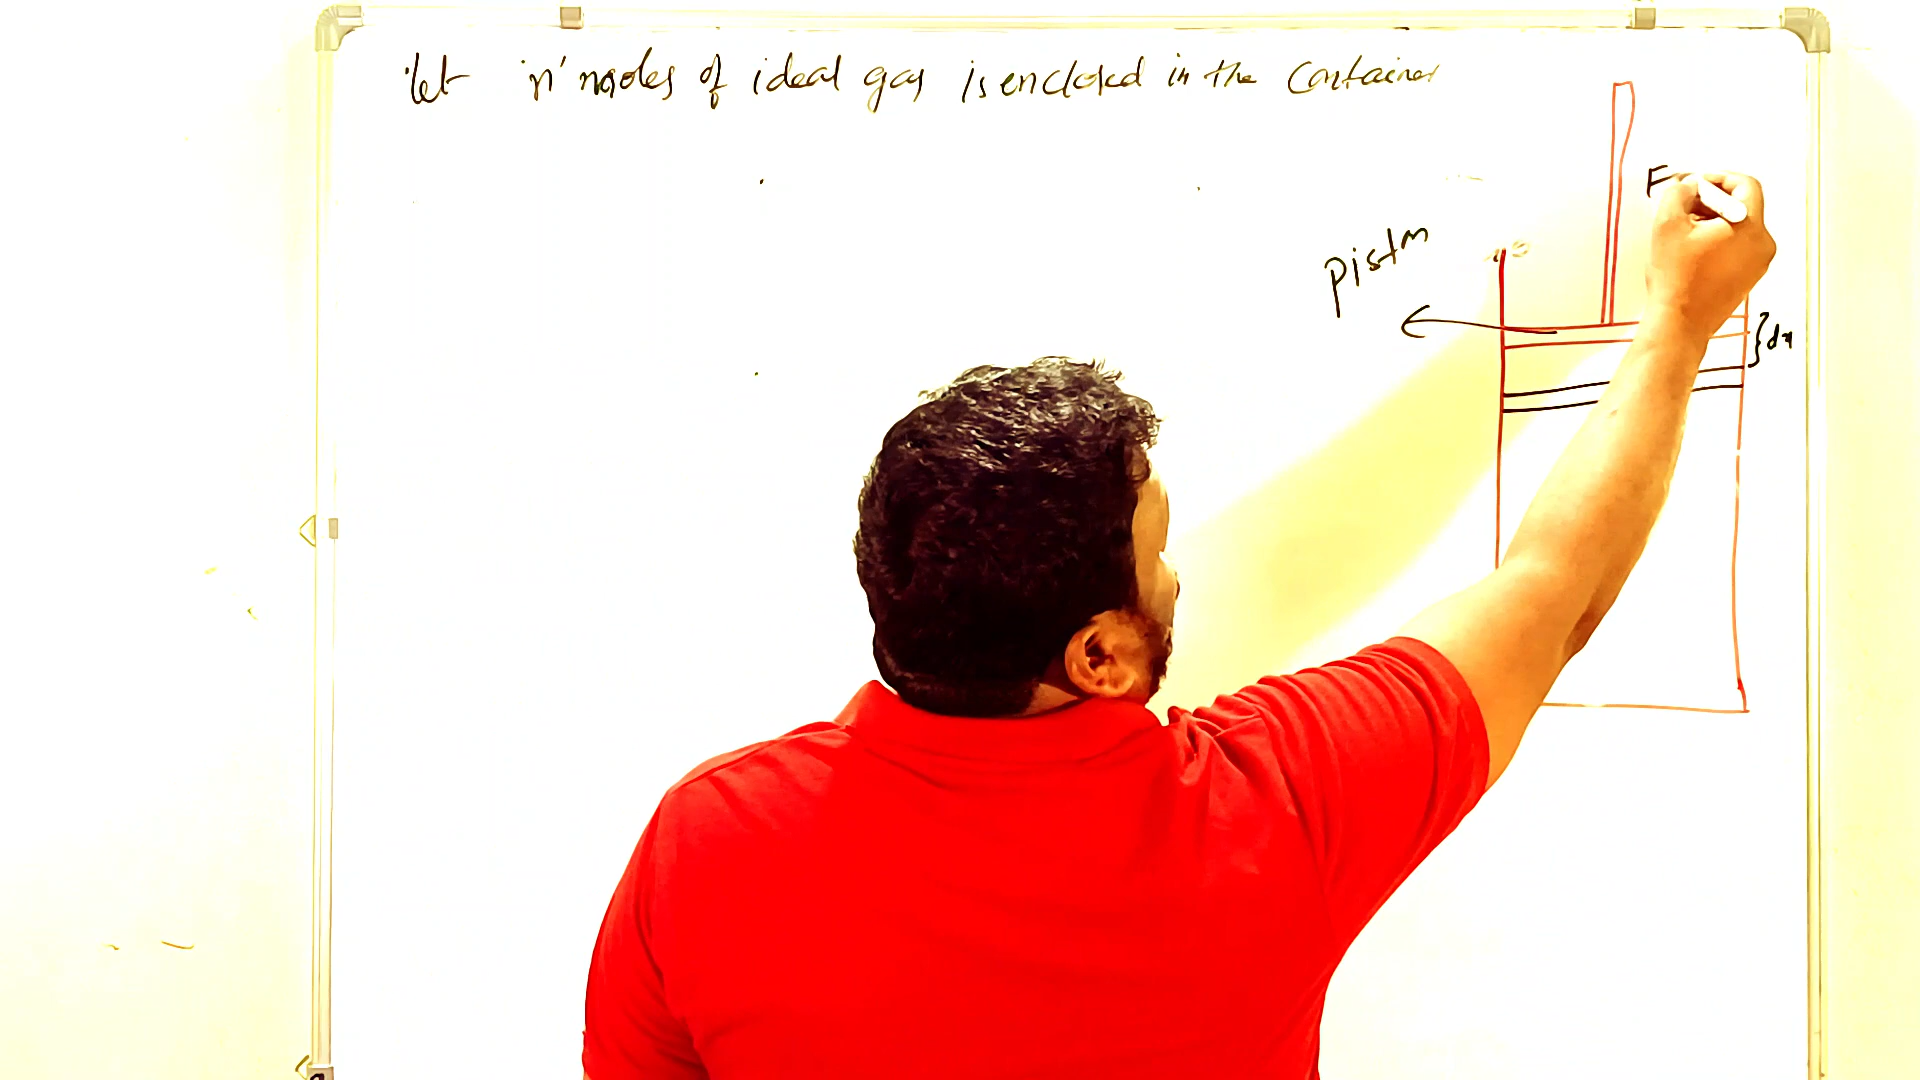 let 'n' moles of ideal gas is enclosed in the container
F
piston
dx